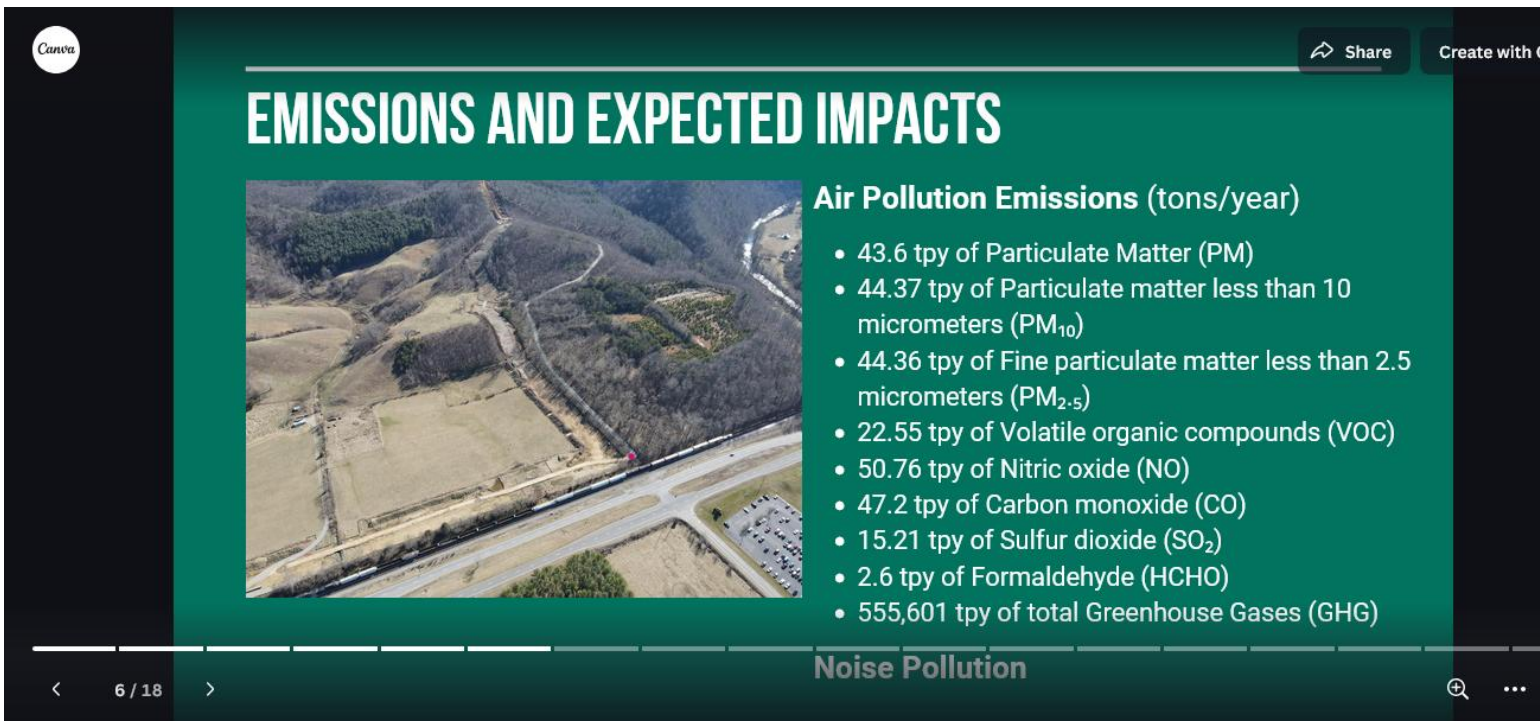 Canva
Share
Create with
EMISSIONS AND EXPECTED IMPACTS
Air Pollution Emissions (tons/year)
• 43.6 tpy of Particulate Matter (PM)
• 44.37 tpy of Particulate matter less than 10
micrometers (PM₁₀)
• 44.36 tpy of Fine particulate matter less than 2.5
micrometers (PM₂.₅)
• 22.55 tpy of Volatile organic compounds (VOC)
• 50.76 tpy of Nitric oxide (NO)
• 47.2 tpy of Carbon monoxide (CO)
• 15.21 tpy of Sulfur dioxide (SO₂)
• 2.6 tpy of Formaldehyde (HCHO)
• 555,601 tpy of total Greenhouse Gases (GHG)
Noise Pollution
6 / 18